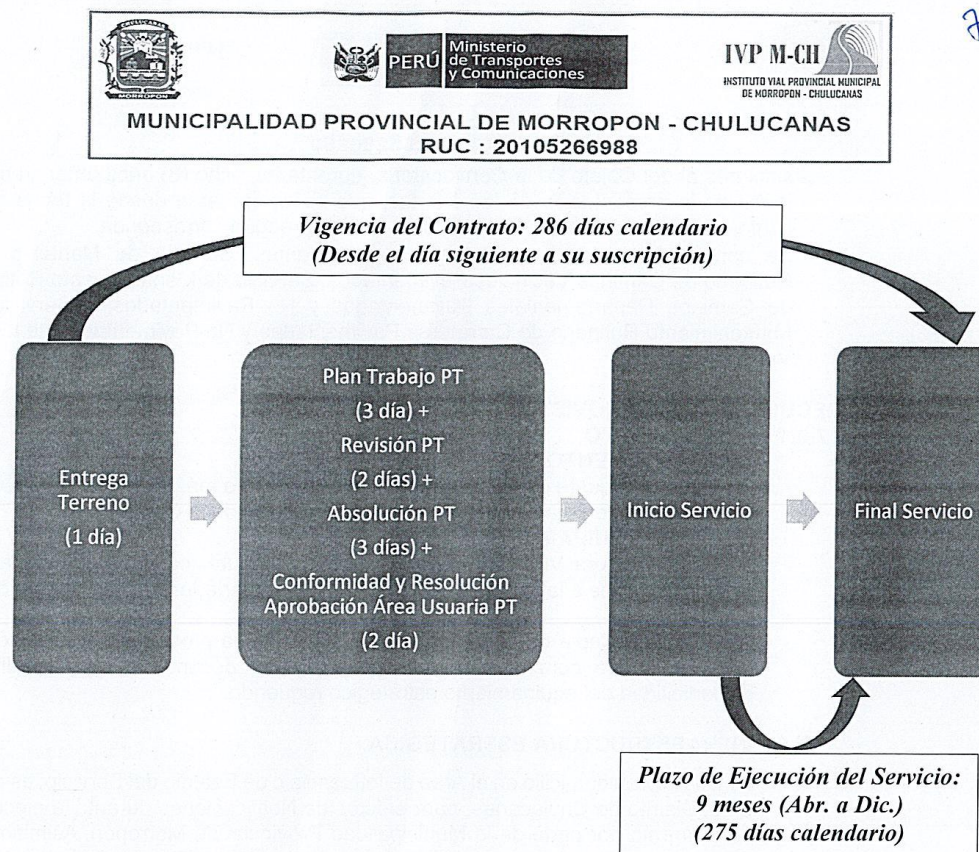 CHULUCANAS
MORROPON
PERÚ
Ministerio
de Transportes
y Comunicaciones
IVP M-CH
INSTITUTO VIAL PROVINCIAL MUNICIPAL
DE MORROPON - CHULUCANAS
MUNICIPALIDAD PROVINCIAL DE MORROPON - CHULUCANAS
RUC : 20105266988
Vigencia del Contrato: 286 días calendario
(Desde el día siguiente a su suscripción)
Entrega
Terreno
(1 día)
Plan Trabajo PT
(3 día) +
Revisión PT
(2 días) +
Absolución PT
(3 días) +
Conformidad y Resolución
Aprobación Área Usuaria PT
(2 día)
Inicio Servicio
Final Servicio
Plazo de Ejecución del Servicio:
9 meses (Abr. a Dic.)
(275 días calendario)